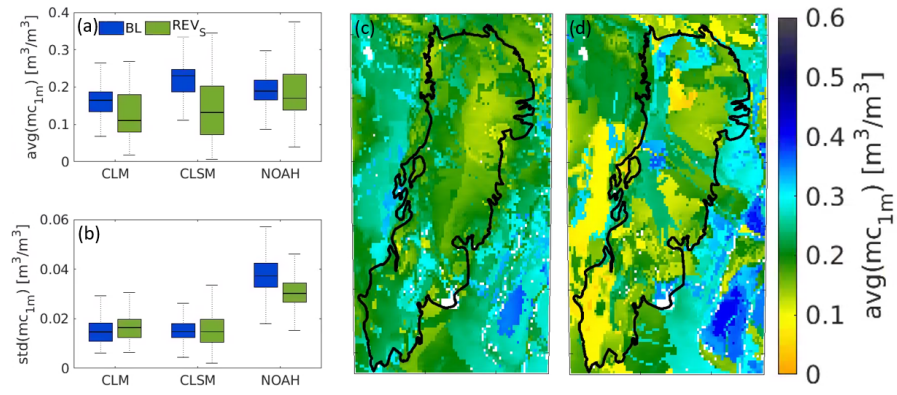 (a)
BL
REV_S
avg(mc_1m) [m^3/m^3]
0.4
0.3
0.2
0.1
0
CLM
CLSM
NOAH
(b)
std(mc_1m) [m^3/m^3]
0.06
0.04
0.02
0
CLM
CLSM
NOAH
(c)
(d)
0.6
0.5
0.4
0.3
0.2
0.1
0
avg(mc_1m) [m^3/m^3]